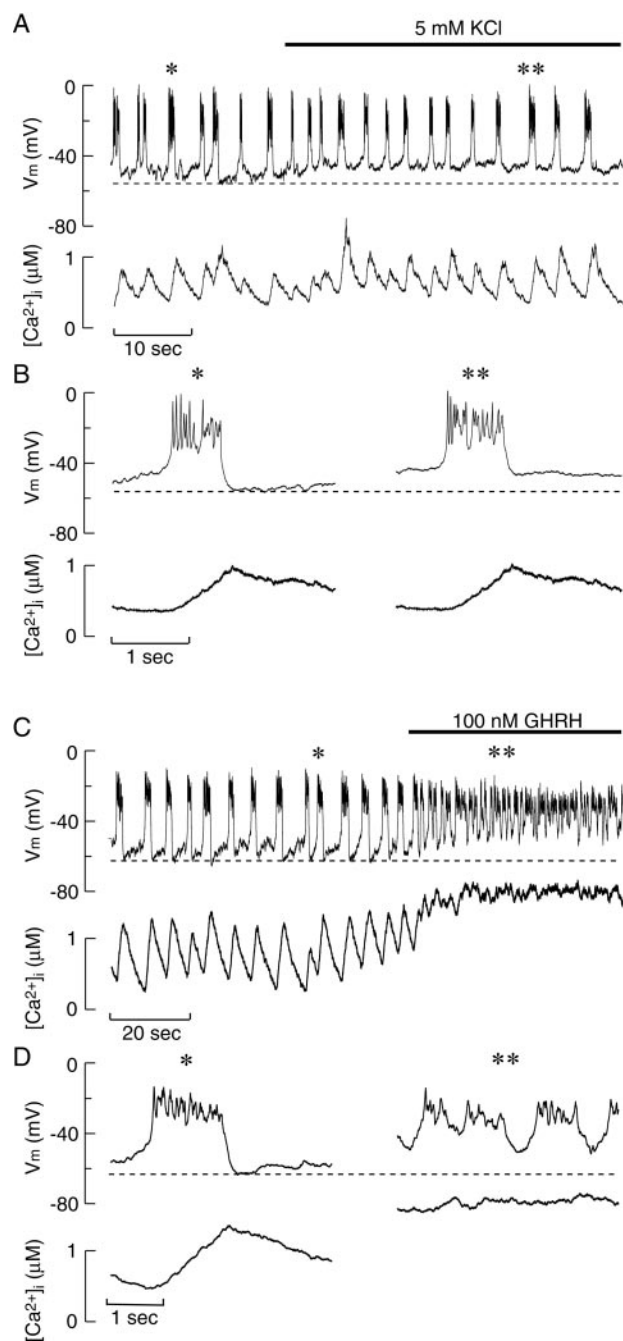 A
5 mM KCl
* **
0
-40
-80
Vm (mV)
1
0
[Ca2+]i (μM)
10 sec
B
* **
0
-40
-80
Vm (mV)
1
0
[Ca2+]i (μM)
1 sec
C
100 nM GHRH
* **
0
-40
-80
Vm (mV)
1
0
[Ca2+]i (μM)
20 sec
D
* **
0
-40
-80
Vm (mV)
1
0
[Ca2+]i (μM)
1 sec